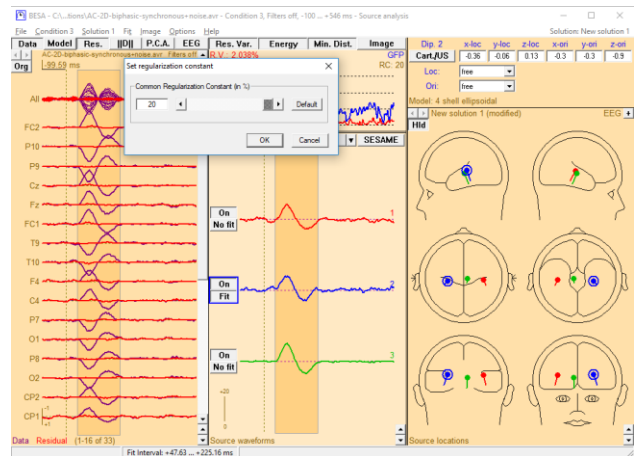 BESA - C:\...\tions\AC-2D-biphasic-synchronous+noise.avr - Condition 3, Filters off, -100 ... +546 ms - Source analysis
File Condition 3 Solution 1 Fit Image Options Help
Solution: New solution 1
Data Model Res. ||D|| P.C.A. EEG Res. Var. Energy Min. Dist. Image
Dip. 2 x-loc y-loc z-loc x-ori y-ori z-ori
AC-2D-biphasic-synchronous+noise.avr Filters off
R.V.: 2.038% GFP
Cart./US -0.36 -0.06 0.13 -0.3 -0.3 -0.9
Org -99.59 ms
RC: 20
Set regularization constant
Loc: free
Ori: free
Common Regularization Constant (in %)
Model: 4 shell ellipsoidal
20 Default
New solution 1 (modified) EEG +
OK Cancel
SESAME
Hld
All
FC2
P10
P9
Cz
Fz
FC1
T9
T10
F4
C4
P7
O1
P8
O2
CP2
CP1
On
No fit
1
On
Fit
2
On
No fit
3
+20
0
Data Residual (1-16 of 33)
Source waveforms
Source locations
Fit Interval: +47.63 ... +225.16 ms